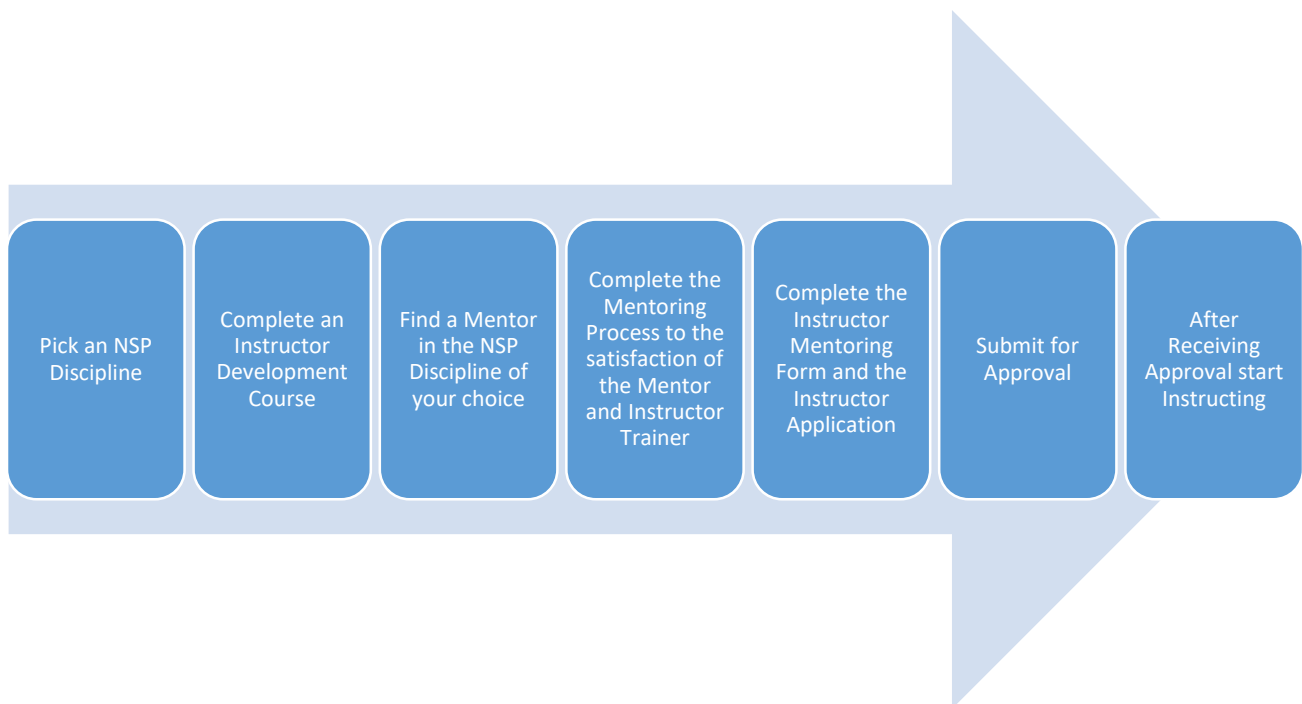 Pick an NSP
Discipline
Complete an
Instructor
Development
Course
Find a Mentor
in the NSP
Discipline of
your choice
Complete the
Mentoring
Process to the
satisfaction of
the Mentor
and Instructor
Trainer
Complete the
Instructor
Mentoring
Form and the
Instructor
Application
Submit for
Approval
After
Receiving
Approval start
Instructing